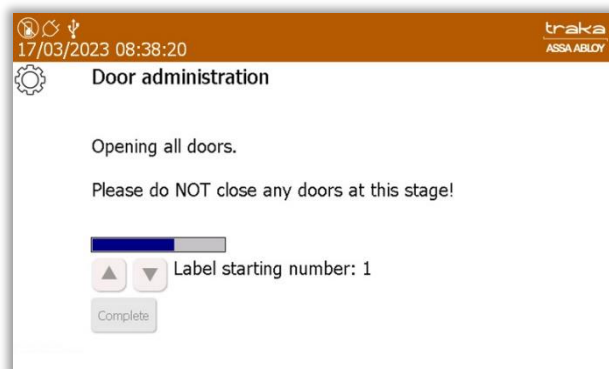 traka
17/03/2023 08:38:20
ASSA ABLOY
Door administration
Opening all doors.
Please do NOT close any doors at this stage!
Label starting number: 1
Complete